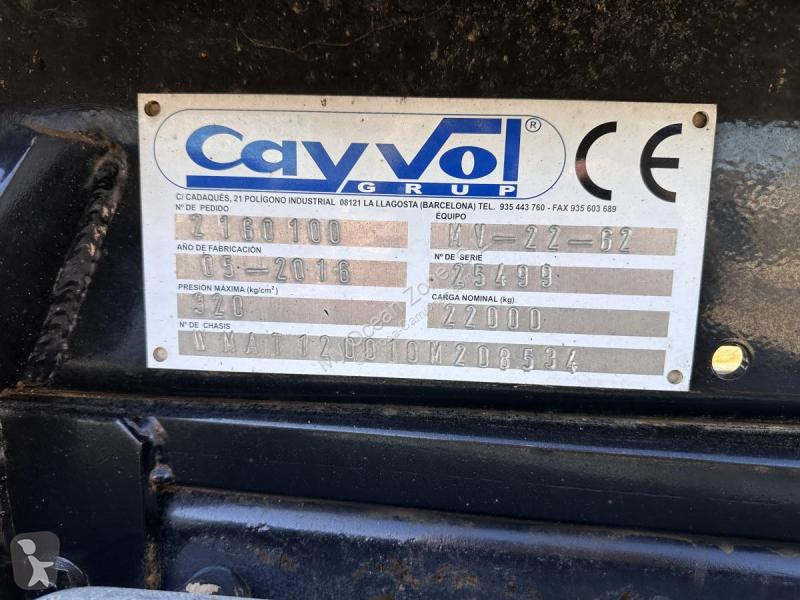 Cayvol ®
GRUP
CE
C/ CADAQUÉS, 21 POLÍGONO INDUSTRIAL 08121 LA LLAGOSTA (BARCELONA) TEL. 935 443 760 - FAX 935 603 689
Nº DE PEDIDO
2160100
EQUIPO
MV-22-62
AÑO DE FABRICACIÓN
05-2016
Nº DE SERIE
25499
PRESIÓN MÁXIMA (kg/cm²)
320
CARGA NOMINAL (kg)
22000
Nº DE CHASIS
WMAT120010M208534